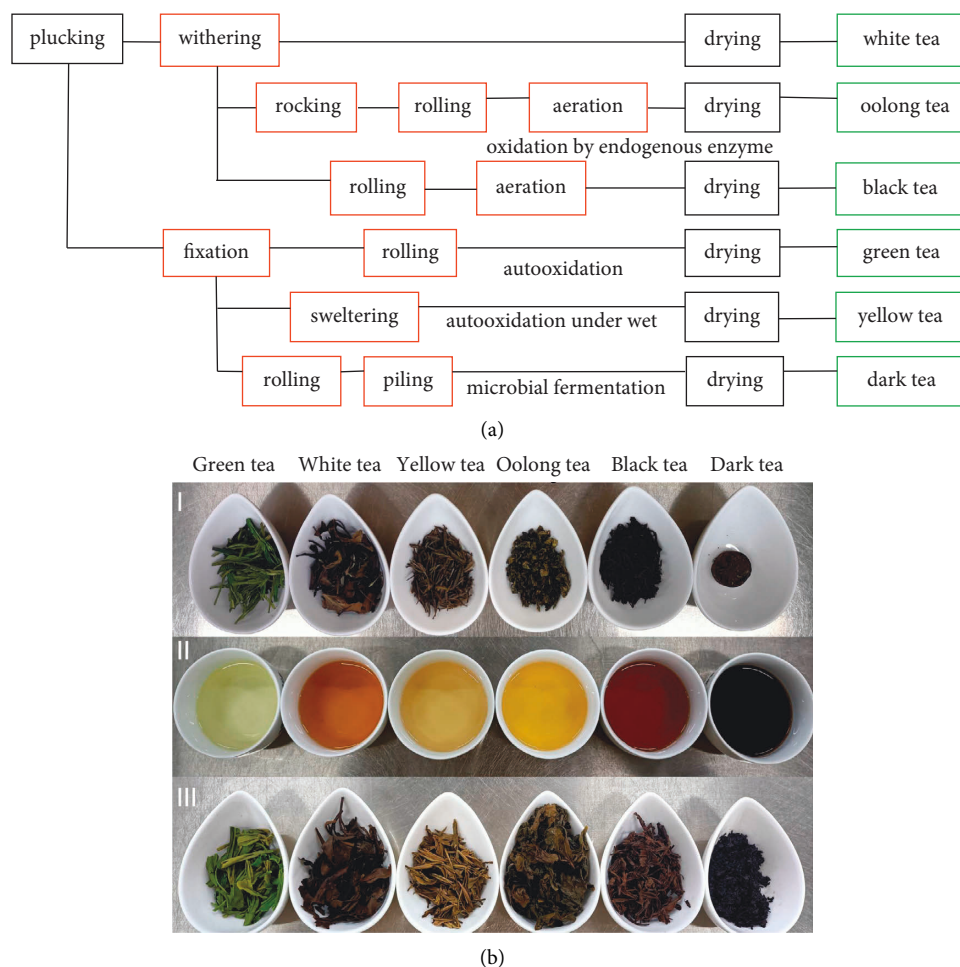 plucking withering drying white tea
rocking rolling aeration drying oolong tea
oxidation by endogenous enzyme
rolling aeration drying black tea
fixation rolling drying green tea
autooxidation
sweltering autooxidation under wet drying yellow tea
rolling piling microbial fermentation drying dark tea
(a)
Green tea White tea Yellow tea Oolong tea Black tea Dark tea
I
II
III
(b)